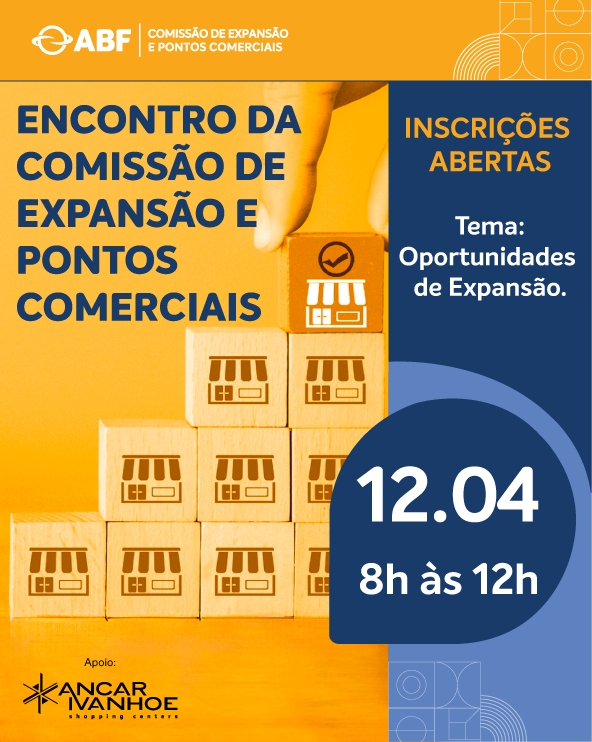 ABF
COMISSÃO DE EXPANSÃO
E PONTOS COMERCIAIS
ENCONTRO DA
COMISSÃO DE
EXPANSÃO E
PONTOS
COMERCIAIS
INSCRIÇÕES
ABERTAS
Tema:
Oportunidades
de Expansão.
12.04
8h às 12h
Apoio:
ANCAR
IVANHOE
shopping centers